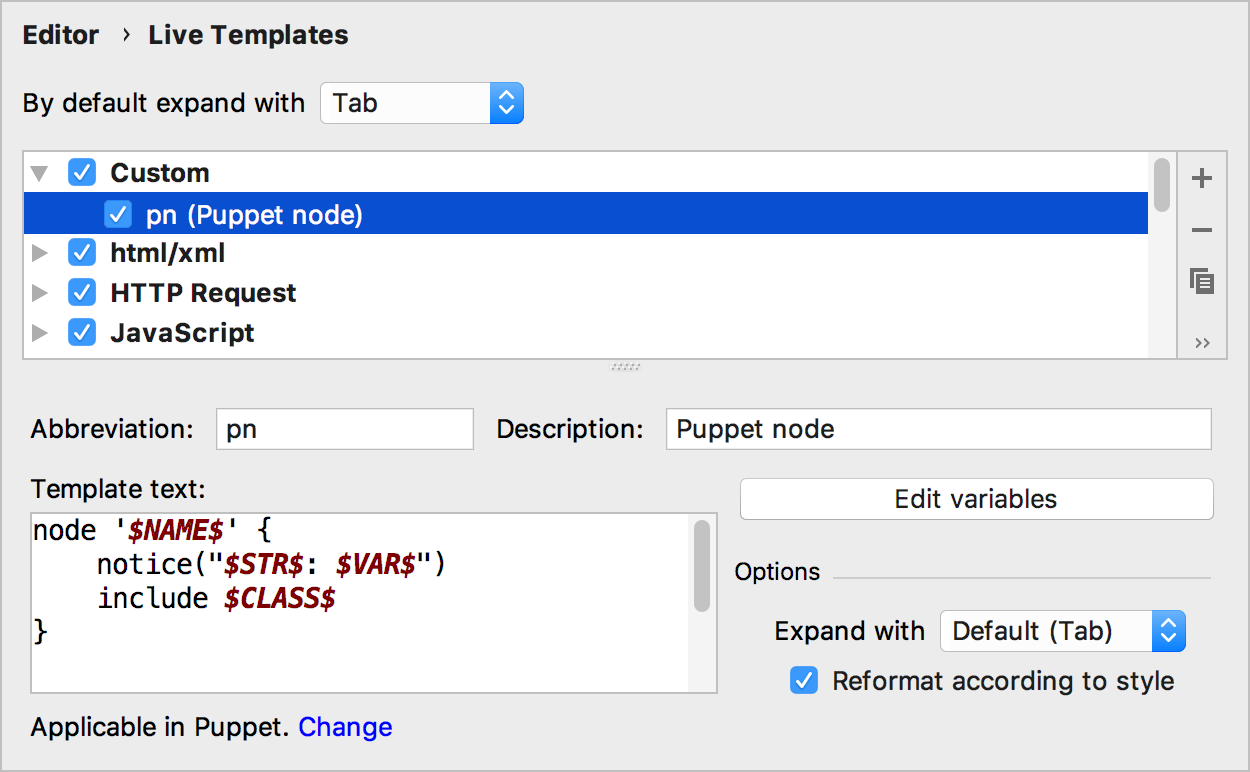 Editor › Live Templates
By default expand with Tab
Custom
pn (Puppet node)
html/xml
HTTP Request
JavaScript
Abbreviation: pn Description: Puppet node
Template text:
Edit variables
node '$NAME$' {
    notice("$STR$: $VAR$")
    include $CLASS$
}
Options
Expand with Default (Tab)
Reformat according to style
Applicable in Puppet. Change